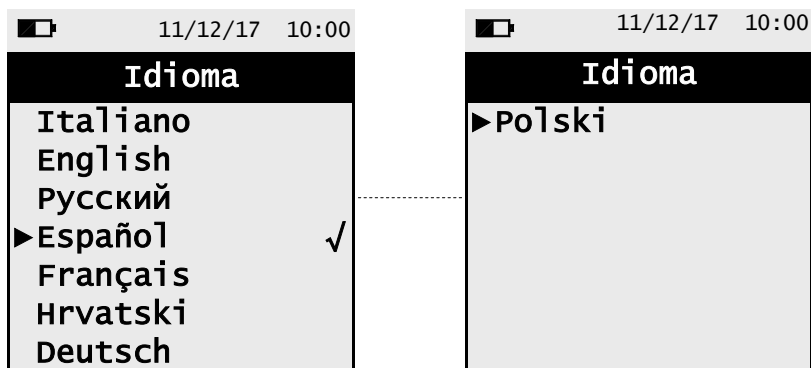 11/12/17 10:00
Idioma
Italiano
English
Русский
►Español √
Français
Hrvatski
Deutsch
11/12/17 10:00
Idioma
►Polski